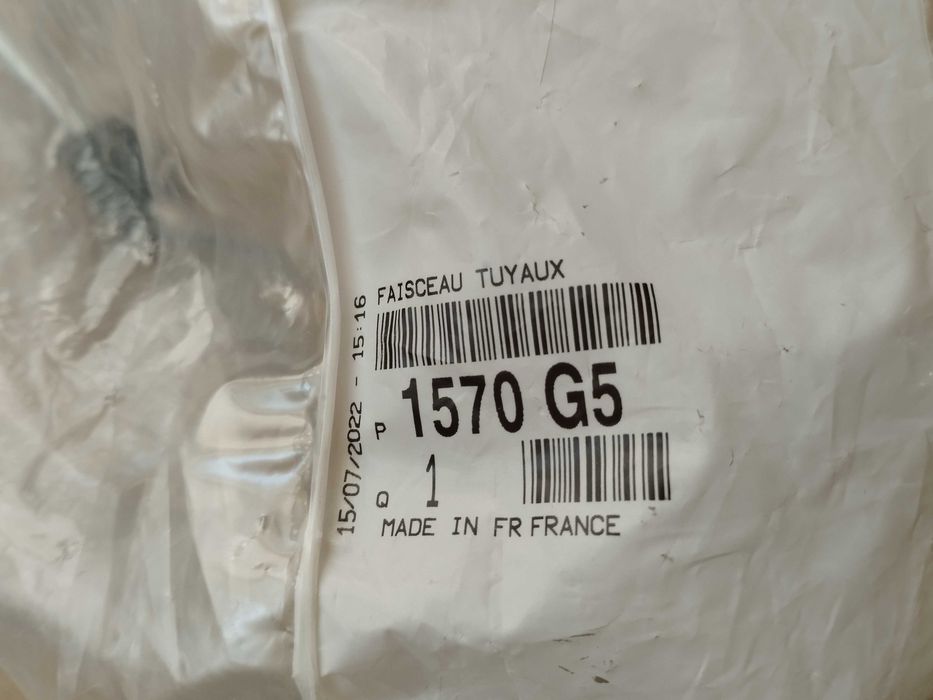 FAISCEAU TUYAUX
P 1570 G5
Q 1
MADE IN FR FRANCE
15/07/2022 - 15:16